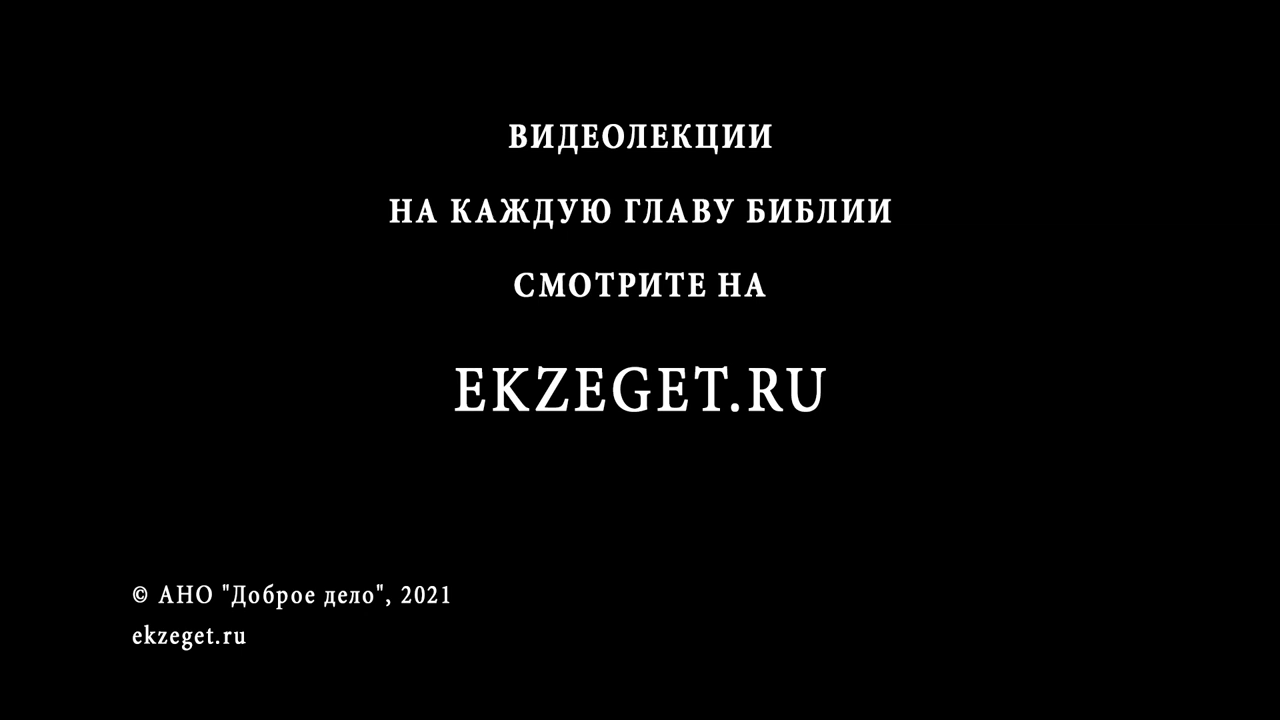 ВИДЕОЛЕКЦИИ
НА КАЖДУЮ ГЛАВУ БИБЛИИ
СМОТРИТЕ НА
EKZEGET.RU
© АНО "Доброе дело", 2021
ekzeget.ru